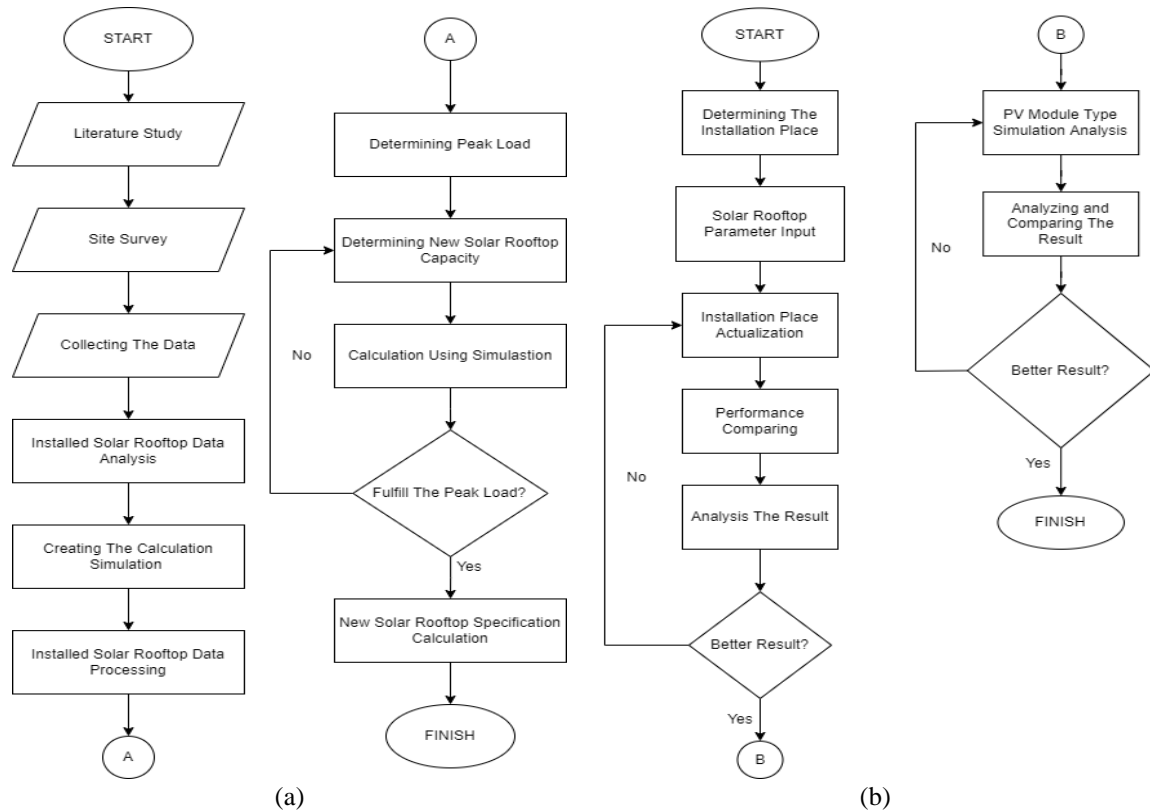 START
Literature Study
Site Survey
Collecting The Data
Installed Solar Rooftop Data
Analysis
Creating The Calculation
Simulation
Installed Solar Rooftop Data
Processing
A
A
Determining Peak Load
Determining New Solar Rooftop
Capacity
No
Calculation Using Simulastion
Fulfill The Peak Load?
Yes
New Solar Rooftop Specification
Calculation
FINISH
(a)
START
Determining The
Installation Place
Solar Rooftop
Parameter Input
Installation Place
Actualization
Performance
Comparing
No
Analysis The Result
Better Result?
Yes
B
B
PV Module Type
Simulation Analysis
Analyzing and
Comparing The
Result
No
Better Result?
Yes
FINISH
(b)